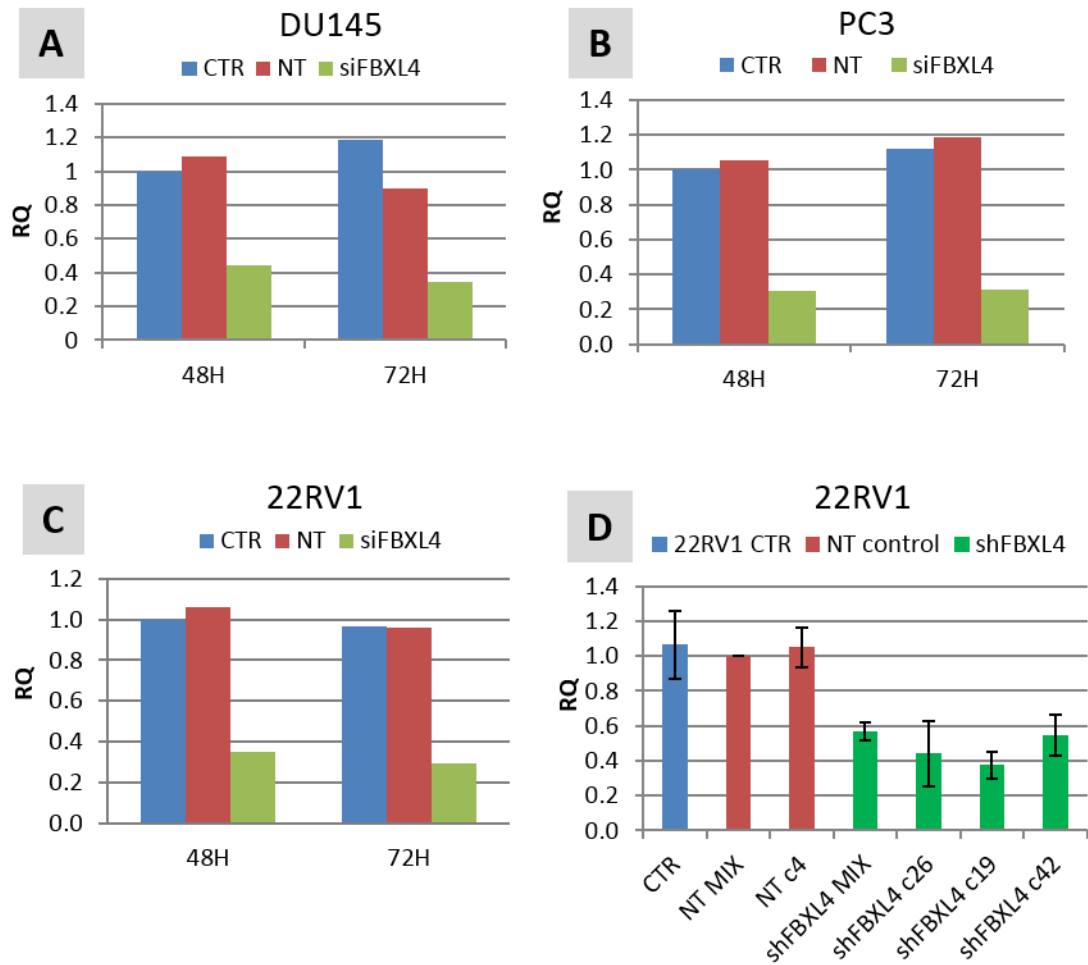 A
DU145
CTR NT siFBXL4
1.4
1.2
1
0.8
0.6
0.4
0.2
0
RQ
48H 72H
B
PC3
CTR NT siFBXL4
1.4
1.2
1.0
0.8
0.6
0.4
0.2
0.0
RQ
48H 72H
C
22RV1
CTR NT siFBXL4
1.2
1.0
0.8
0.6
0.4
0.2
0.0
RQ
48H 72H
D
22RV1
22RV1 CTR NT control shFBXL4
1.4
1.2
1.0
0.8
0.6
0.4
0.2
0.0
RQ
CTR
NT MIX
NT c4
shFBXL4 MIX
shFBXL4 c26
shFBXL4 c19
shFBXL4 c42